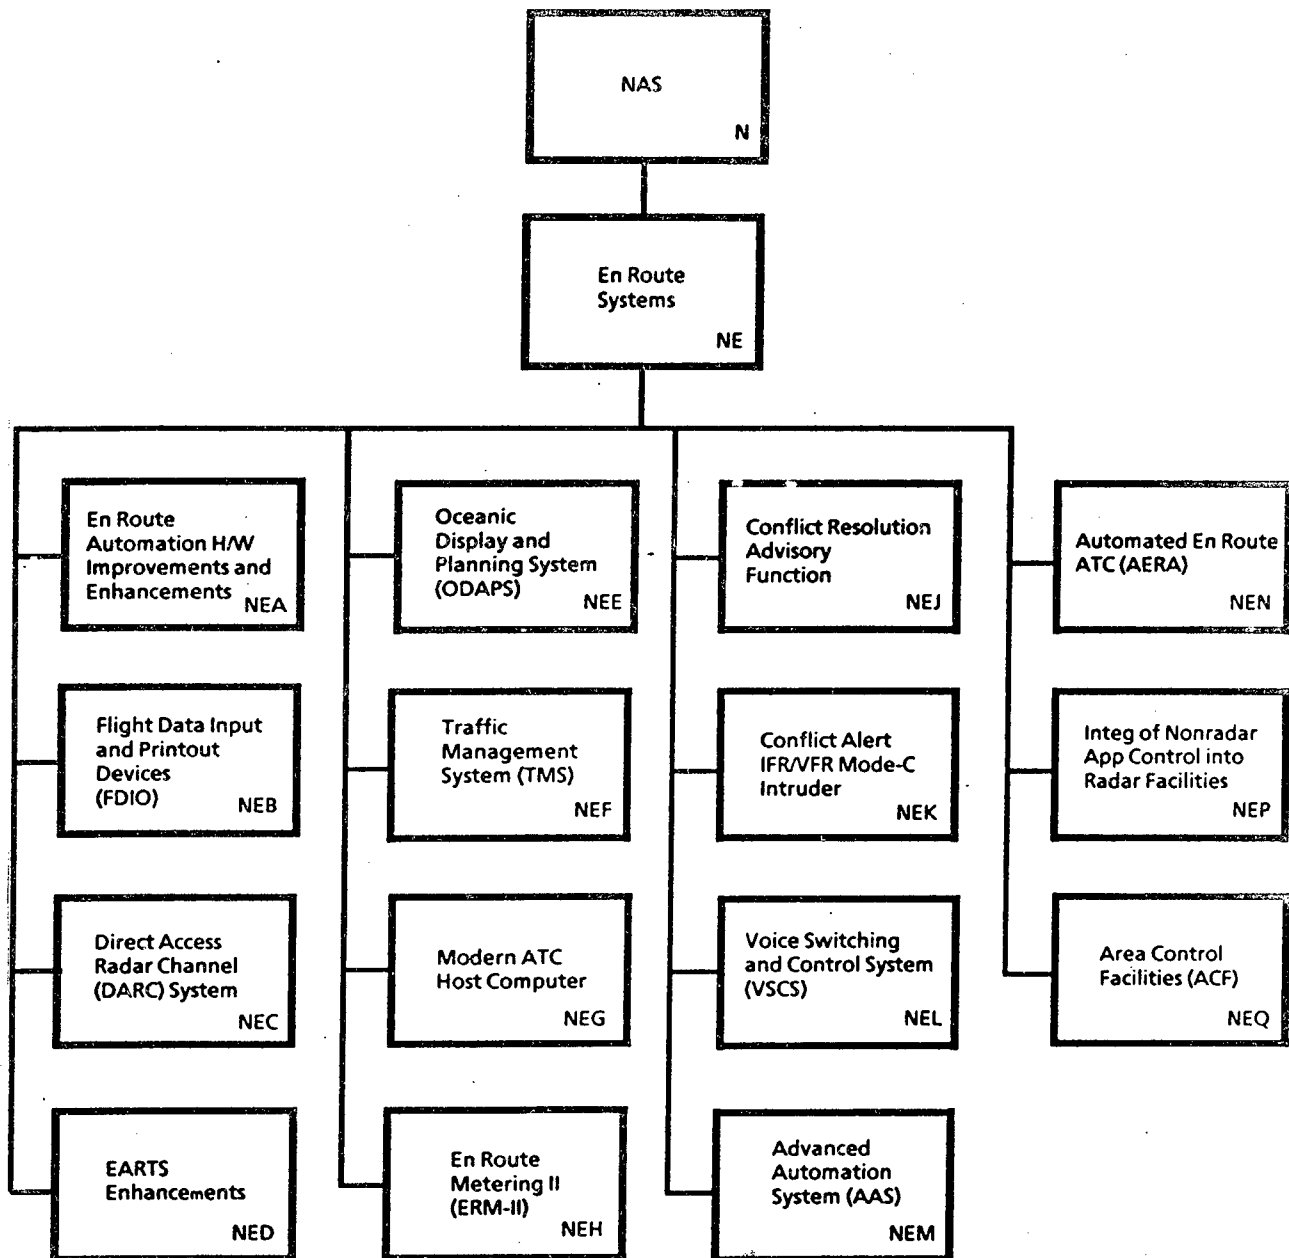 NAS
N
En Route
Systems
NE
En Route
Automation H/W
Improvements and
Enhancements
NEA
Flight Data Input
and Printout
Devices
(FDIO)
NEB
Direct Access
Radar Channel
(DARC) System
NEC
EARTS
Enhancements
NED
Oceanic
Display and
Planning System
(ODAPS)
NEE
Traffic
Management
System (TMS)
NEF
Modern ATC
Host Computer
NEG
En Route
Metering II
(ERM-II)
NEH
Conflict Resolution
Advisory
Function
NEJ
Conflict Alert
IFR/VFR Mode-C
Intruder
NEK
Voice Switching
and Control System
(VSCS)
NEL
Advanced
Automation
System (AAS)
NEM
Automated En Route
ATC (AERA)
NEN
Integ of Nonradar
App Control into
Radar Facilities
NEP
Area Control
Facilities (ACF)
NEQ